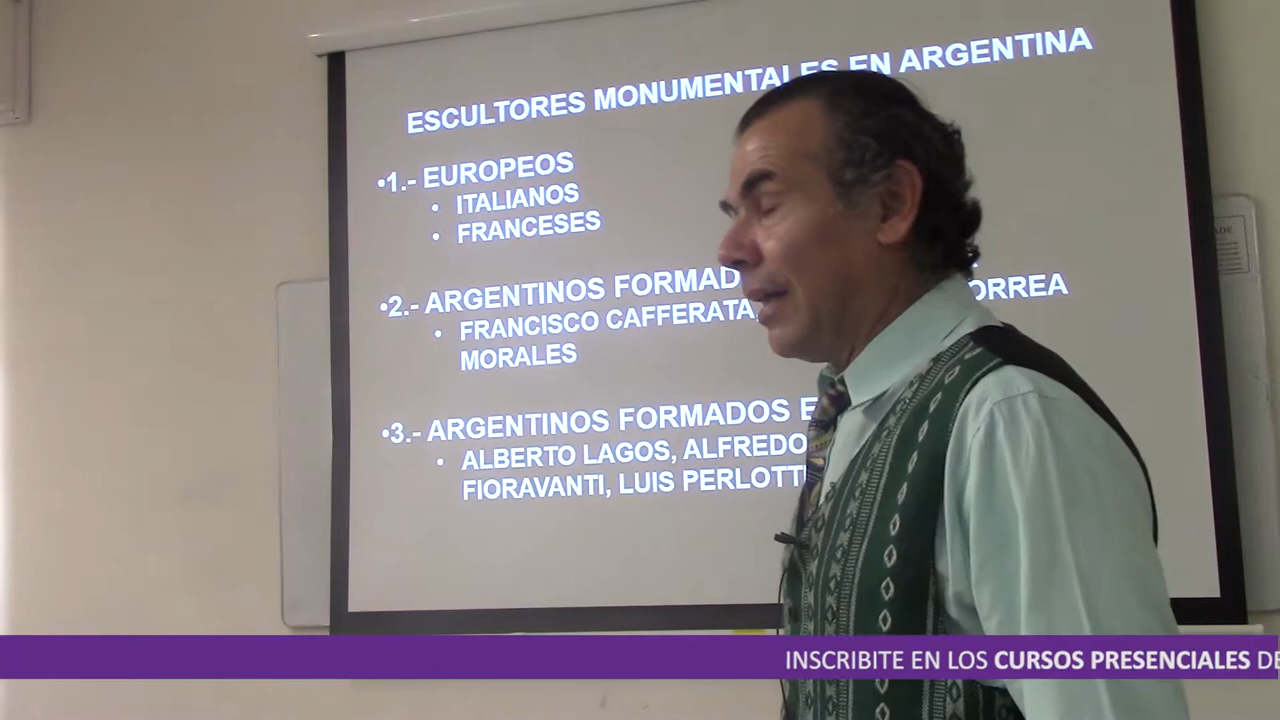 ESCULTORES MONUMENTALES EN ARGENTINA
•1.- EUROPEOS
• ITALIANOS
• FRANCESES
•2.- ARGENTINOS FORMAD
• FRANCISCO CAFFERATA, ORREA
MORALES
•3.- ARGENTINOS FORMADOS E
• ALBERTO LAGOS, ALFREDO
FIORAVANTI, LUIS PERLOTT
INSCRIBITE EN LOS CURSOS PRESENCIALES DE